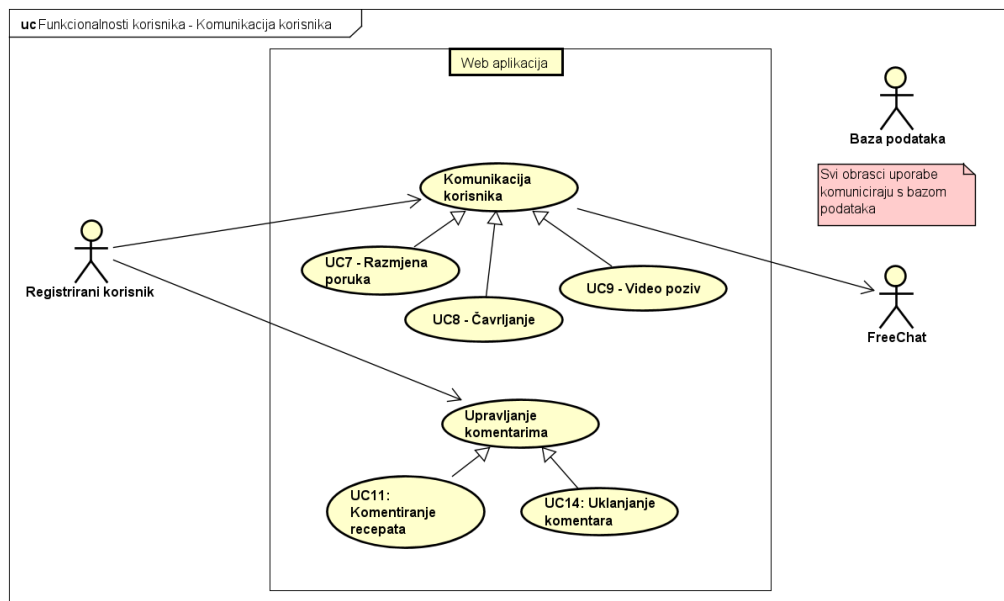 uc Funkcionalnosti korisnika - Komunikacija korisnika
Web aplikacija
Baza podataka
Svi obrasci uporabe
komuniciraju s bazom
podataka
Komunikacija
korisnika
Registrirani korisnik
UC7 - Razmjena
poruka
UC8 - Čavrljanje
UC9 - Video poziv
FreeChat
Upravljanje
komentarima
UC11:
Komentiranje
recepata
UC14: Uklanjanje
komentara